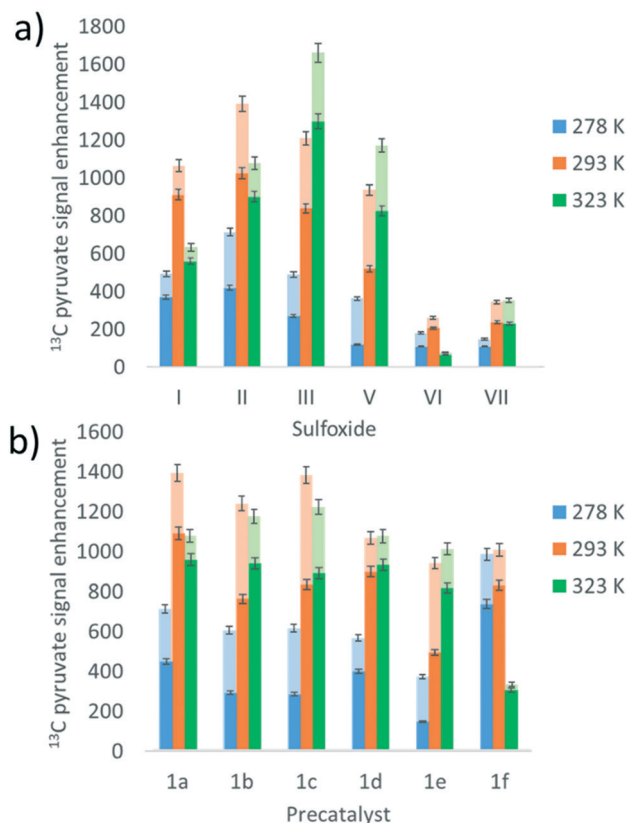 a)
1800
1600
1400
1200
1000
800
600
400
200
0
¹³C pyruvate signal enhancement
I II III V VI VII
Sulfoxide
278 K
293 K
323 K
b)
1600
1400
1200
1000
800
600
400
200
0
¹³C pyruvate signal enhancement
1a 1b 1c 1d 1e 1f
Precatalyst
278 K
293 K
323 K